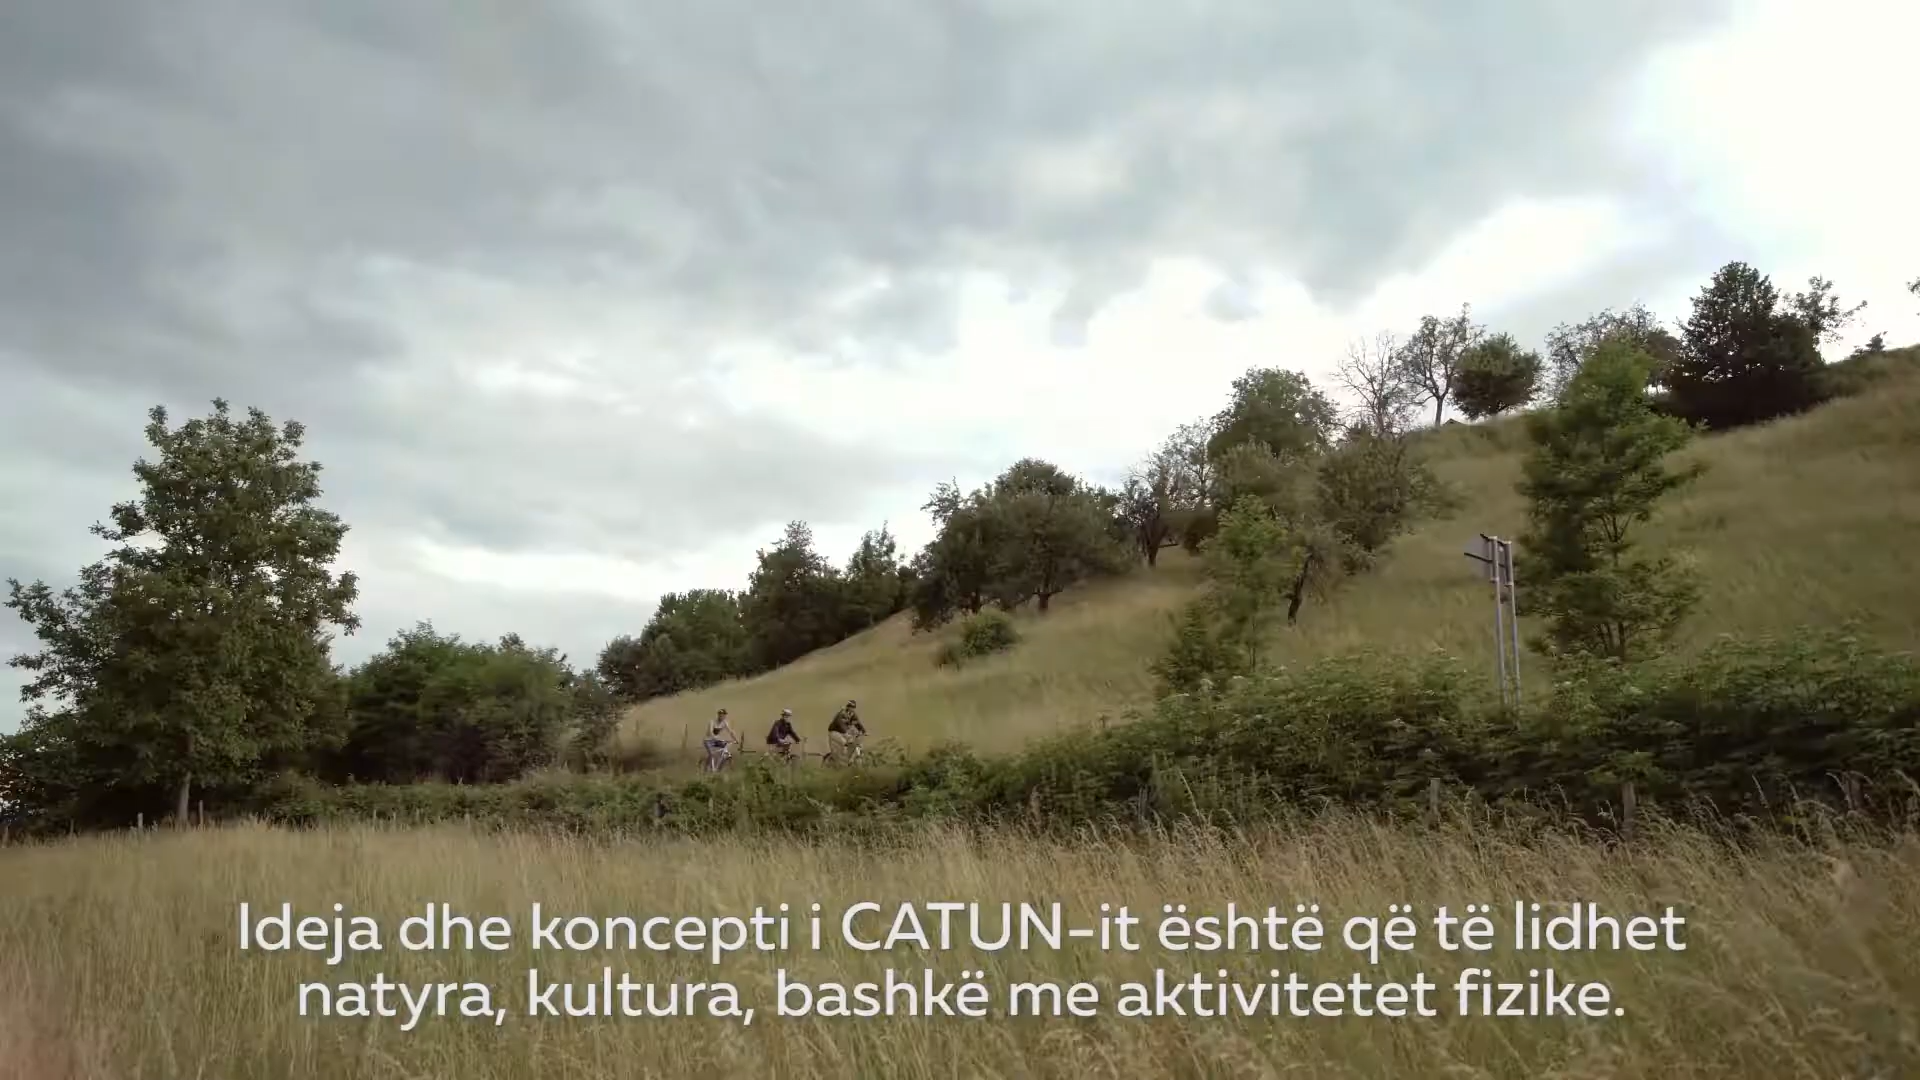 Ideja dhe koncepti i CATUN-it është që të lidhet
natyra, kultura, bashkë me aktivitetet fizike.